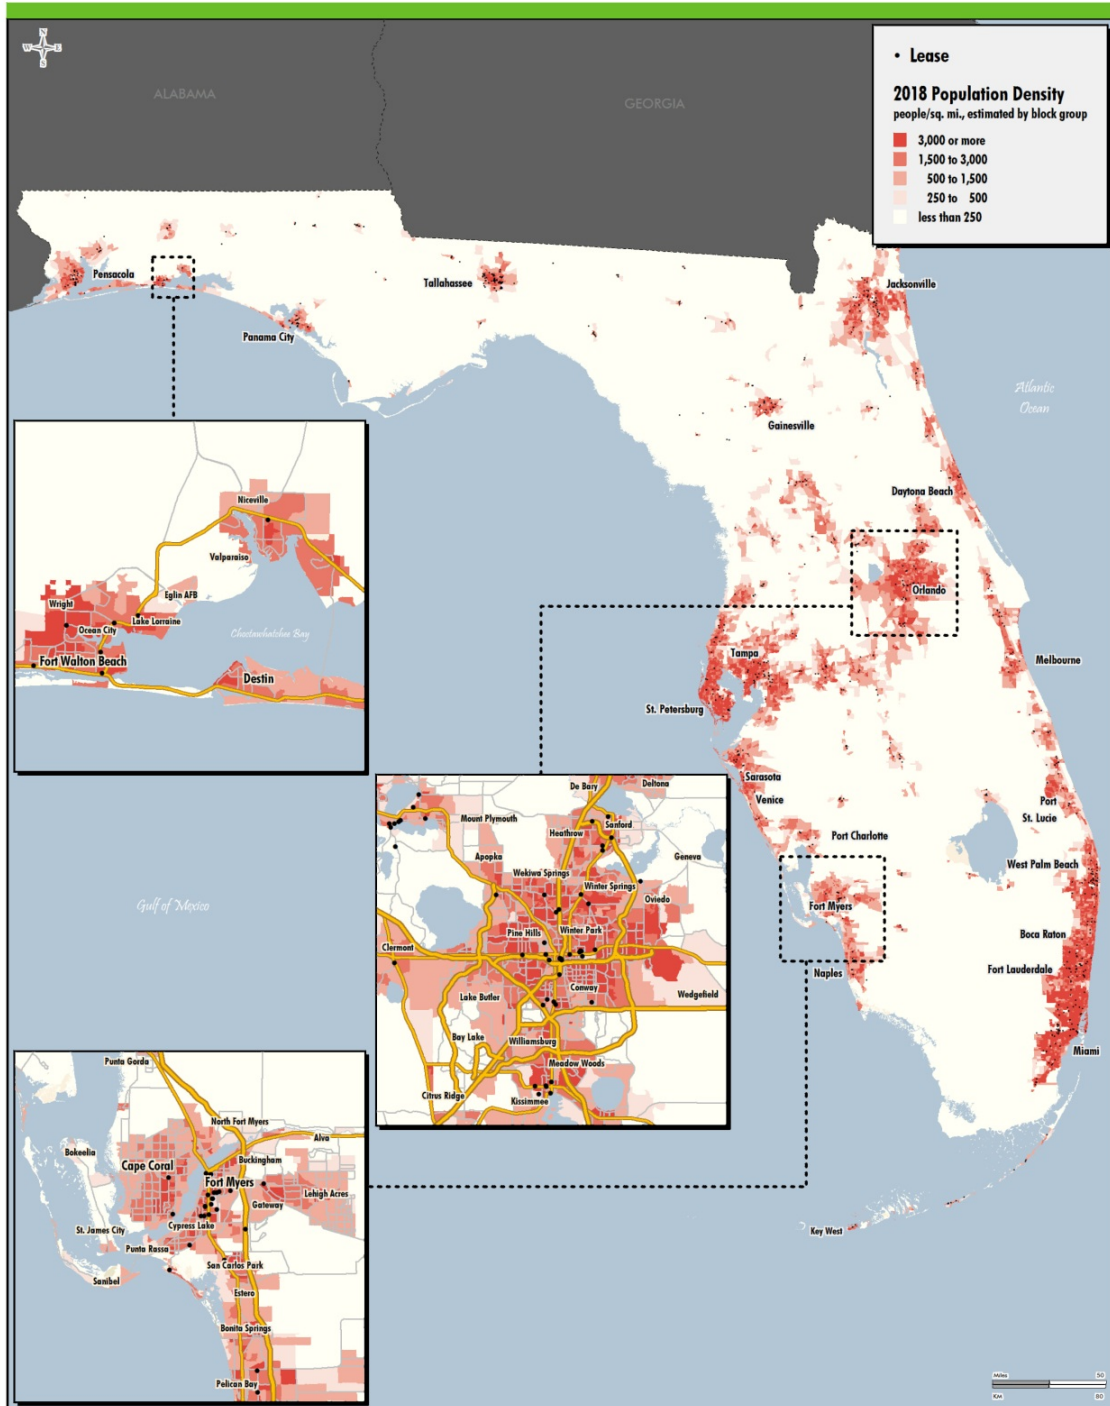 N
W E
S
ALABAMA
GEORGIA
• Lease
2018 Population Density
people/sq. mi., estimated by block group
3,000 or more
1,500 to 3,000
500 to 1,500
250 to 500
less than 250
Pensacola
Tallahassee
Jacksonville
Panama City
Atlantic
Ocean
Gainesville
Daytona Beach
Orlando
Tampa
Melbourne
St. Petersburg
Sarasota
Venice
Port
St. Lucie
Port Charlotte
West Palm Beach
Fort Myers
Boca Raton
Fort Lauderdale
Naples
Miami
Key West
Gulf of Mexico
Niceville
Valparaiso
Eglin AFB
Wright
Lake Lorraine
Ocean City
Choctawhatchee Bay
Fort Walton Beach
Destin
De Bary
Deltona
Mount Plymouth
Sanford
Heathrow
Apopka
Geneva
Wekiwa Springs
Winter Springs
Oviedo
Pine Hills
Winter Park
Clermont
Conway
Lake Butler
Wedgefield
Bay Lake
Williamsburg
Meadow Woods
Citrus Ridge
Kissimmee
Punta Gorda
North Fort Myers
Alva
Bokeelia
Buckingham
Cape Coral
Fort Myers
Lehigh Acres
Gateway
St. James City
Cypress Lake
Punta Rassa
San Carlos Park
Sanibel
Estero
Bonita Springs
Pelican Bay
Miles 50
KM 80